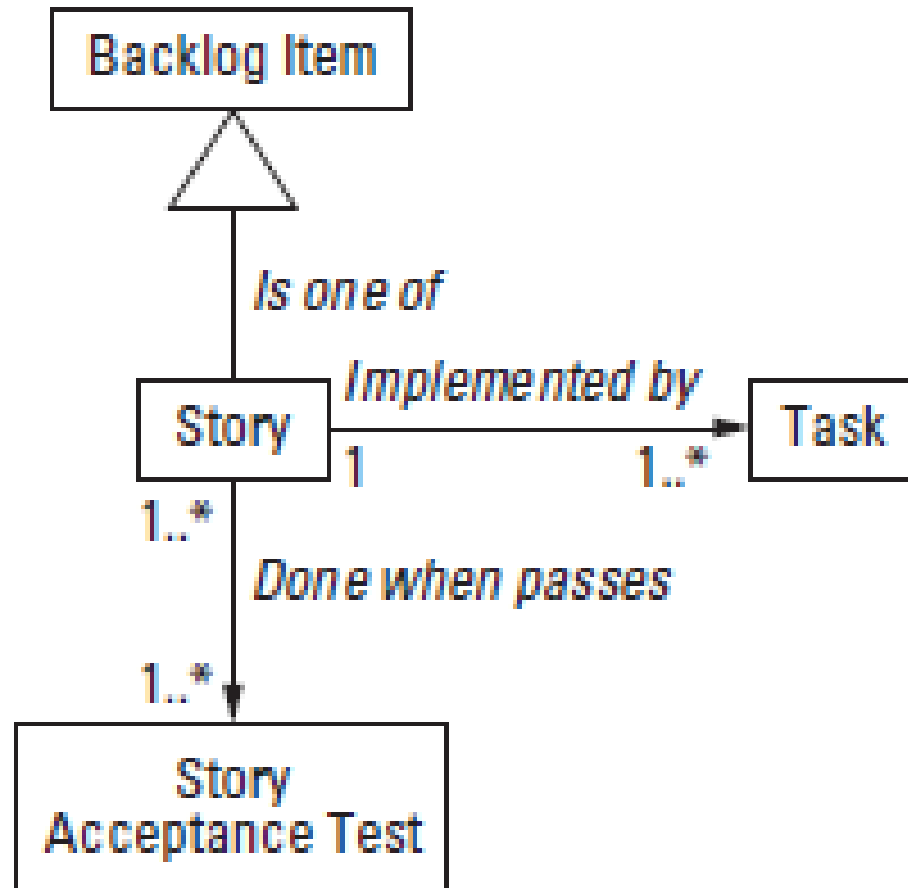 Backlog Item
Is one of
Implemented by
Story
Task
1
1..*
1..*
Done when passes
1..*
Story
Acceptance Test